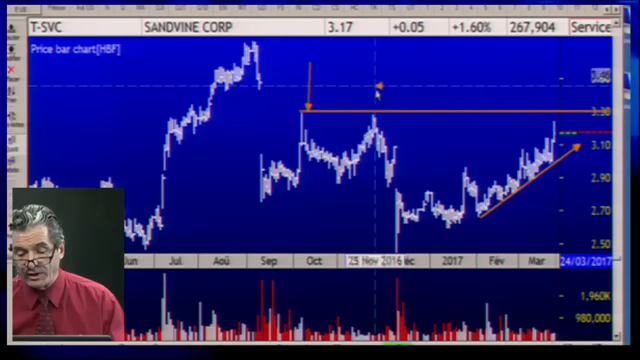 T-SVC SANDVINE CORP 3.17 +0.05 +1.60% 267,904 Service
Price bar chart[HBF]
3.30
3.10
2.90
2.70
2.50
Jun Jul Aoû Sep Oct 25 Nov 2016 éc 2017 Fév Mar 24/03/2017
1,960K
980,000